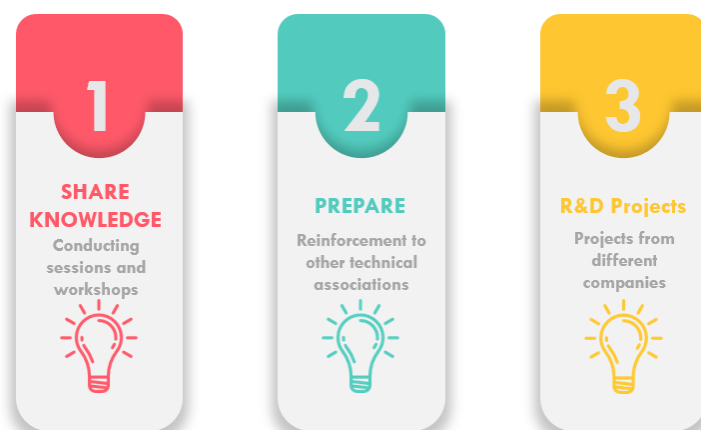 1
SHARE
KNOWLEDGE
Conducting
sessions and
workshops
2
PREPARE
Reinforcement to
other technical
associations
3
R&D Projects
Projects from
different
companies